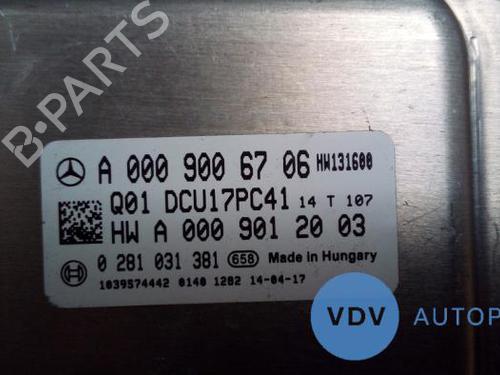 B-PARTS
A 000 900 67 06 HW131600
Q01 DCU17PC41 14 T 107
HW A 000 901 20 03
0 281 031 381 658 Made in Hungary
1039574442 0140 1282 14-04-17
VDV AUTOP